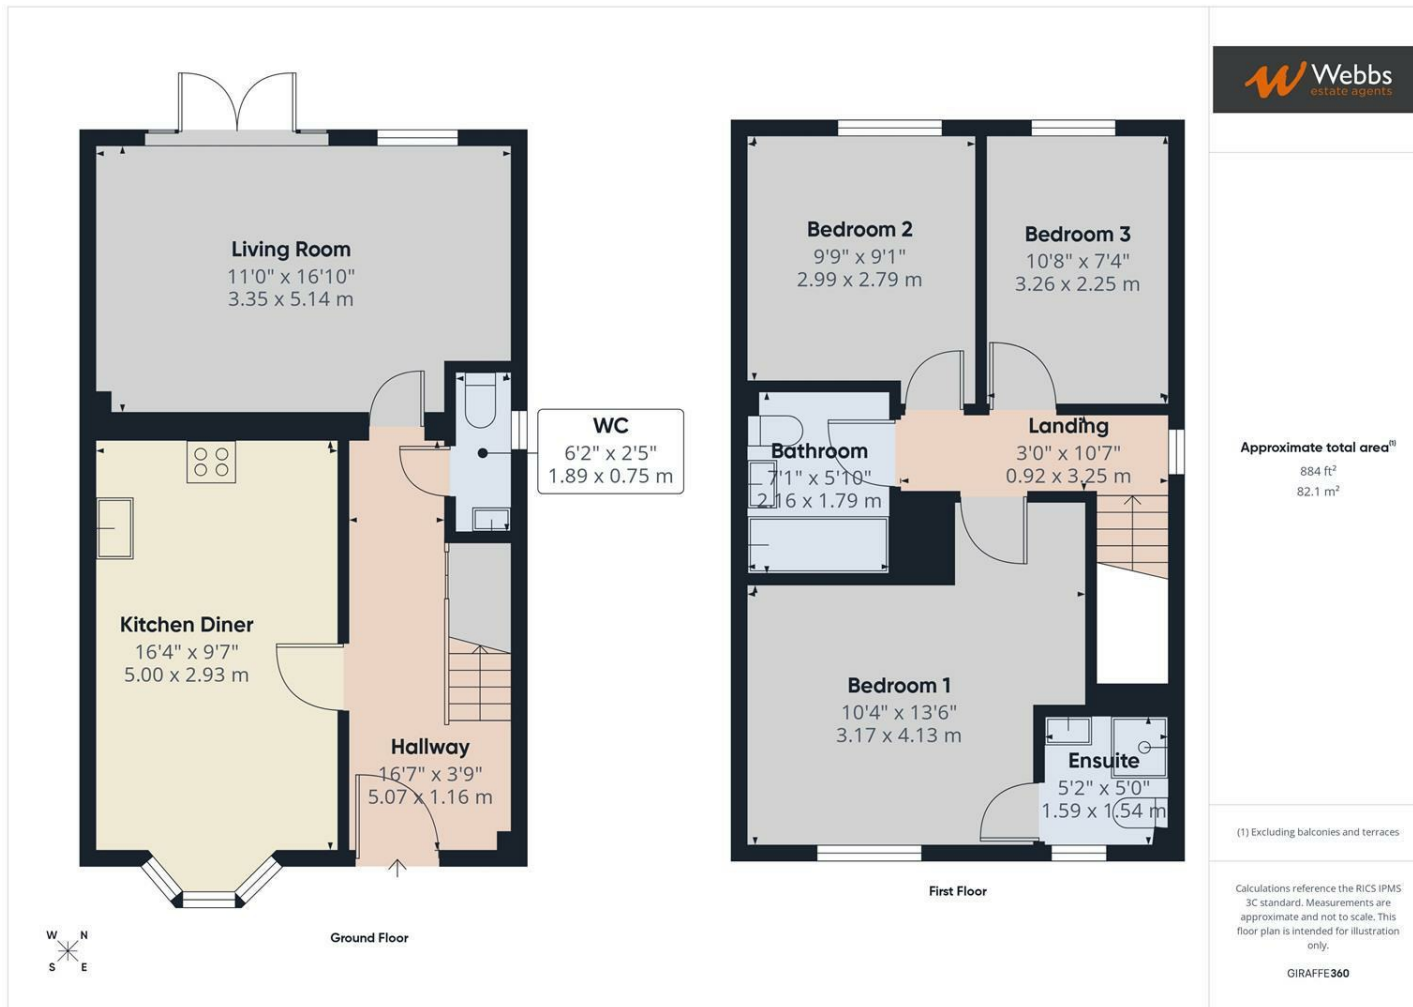 Living Room
11'0" x 16'10"
3.35 x 5.14 m
WC
6'2" x 2'5"
1.89 x 0.75 m
Kitchen Diner
16'4" x 9'7"
5.00 x 2.93 m
Hallway
16'7" x 3'9"
5.07 x 1.16 m
W N
S E
Ground Floor
Bedroom 2
9'9" x 9'1"
2.99 x 2.79 m
Bedroom 3
10'8" x 7'4"
3.26 x 2.25 m
Bathroom
7'1" x 5'10"
2.16 x 1.79 m
Landing
3'0" x 10'7"
0.92 x 3.25 m
Bedroom 1
10'4" x 13'6"
3.17 x 4.13 m
Ensuite
5'2" x 5'0"
1.59 x 1.54 m
First Floor
Webbs
estate agents
Approximate total area(1)
884 ft²
82.1 m²
(1) Excluding balconies and terraces
Calculations reference the RICS IPMS
3C standard. Measurements are
approximate and not to scale. This
floor plan is intended for illustration
only.
GIRAFFE360